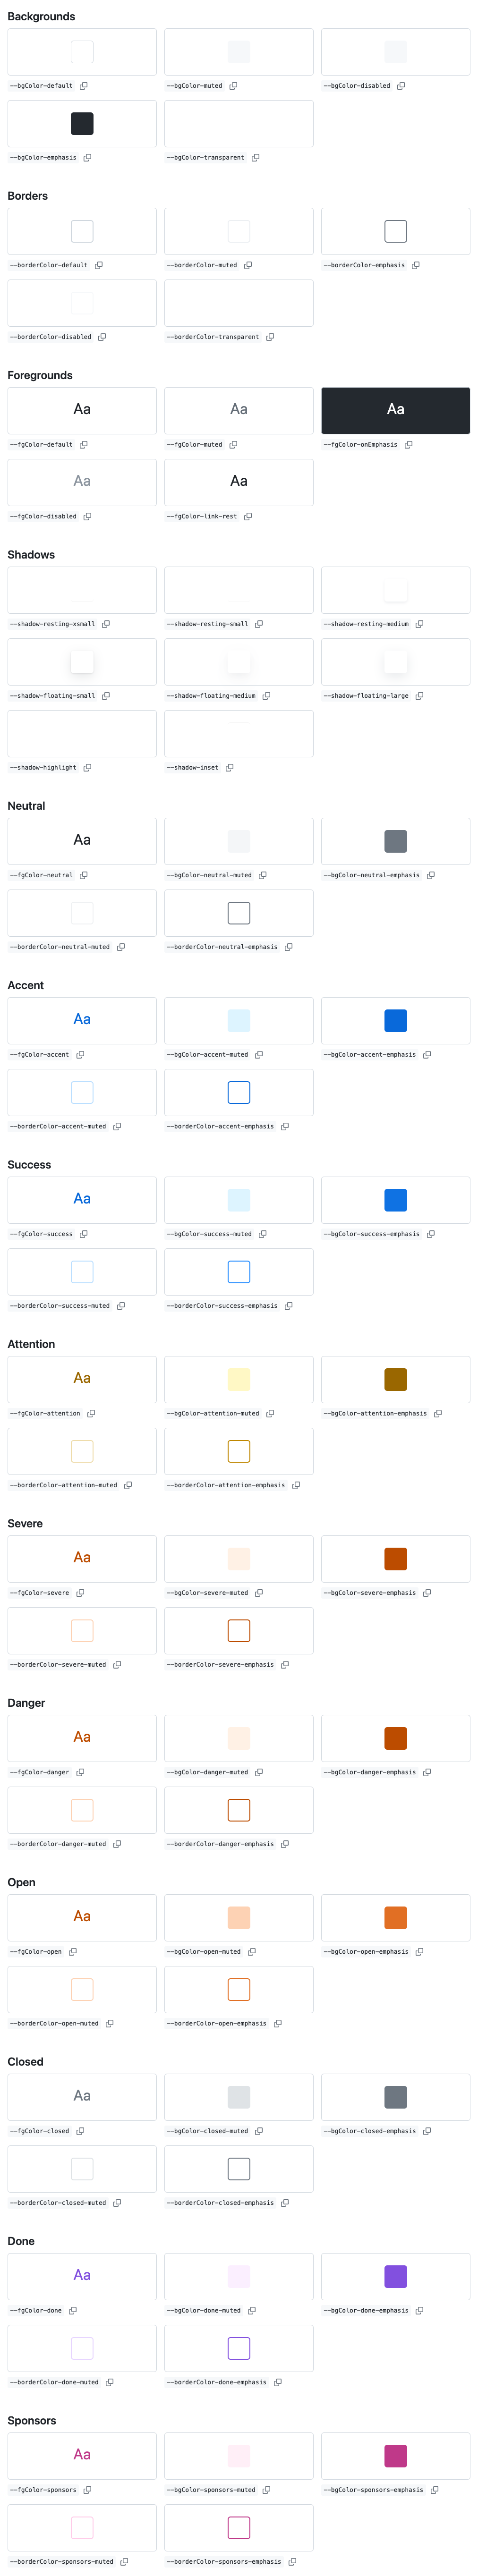 Backgrounds
--bgColor-default --bgColor-muted --bgColor-disabled
--bgColor-emphasis --bgColor-transparent
Borders
--borderColor-default --borderColor-muted --borderColor-emphasis
--borderColor-disabled --borderColor-transparent
Foregrounds
Aa Aa Aa
--fgColor-default --fgColor-muted --fgColor-onEmphasis
Aa Aa
--fgColor-disabled --fgColor-link-rest
Shadows
--shadow-resting-xsmall --shadow-resting-small --shadow-resting-medium
--shadow-floating-small --shadow-floating-medium --shadow-floating-large
--shadow-highlight --shadow-inset
Neutral
Aa
--fgColor-neutral --bgColor-neutral-muted --bgColor-neutral-emphasis
--borderColor-neutral-muted --borderColor-neutral-emphasis
Accent
Aa
--fgColor-accent --bgColor-accent-muted --bgColor-accent-emphasis
--borderColor-accent-muted --borderColor-accent-emphasis
Success
Aa
--fgColor-success --bgColor-success-muted --bgColor-success-emphasis
--borderColor-success-muted --borderColor-success-emphasis
Attention
Aa
--fgColor-attention --bgColor-attention-muted --bgColor-attention-emphasis
--borderColor-attention-muted --borderColor-attention-emphasis
Severe
Aa
--fgColor-severe --bgColor-severe-muted --bgColor-severe-emphasis
--borderColor-severe-muted --borderColor-severe-emphasis
Danger
Aa
--fgColor-danger --bgColor-danger-muted --bgColor-danger-emphasis
--borderColor-danger-muted --borderColor-danger-emphasis
Open
Aa
--fgColor-open --bgColor-open-muted --bgColor-open-emphasis
--borderColor-open-muted --borderColor-open-emphasis
Closed
Aa
--fgColor-closed --bgColor-closed-muted --bgColor-closed-emphasis
--borderColor-closed-muted --borderColor-closed-emphasis
Done
Aa
--fgColor-done --bgColor-done-muted --bgColor-done-emphasis
--borderColor-done-muted --borderColor-done-emphasis
Sponsors
Aa
--fgColor-sponsors --bgColor-sponsors-muted --bgColor-sponsors-emphasis
--borderColor-sponsors-muted --borderColor-sponsors-emphasis